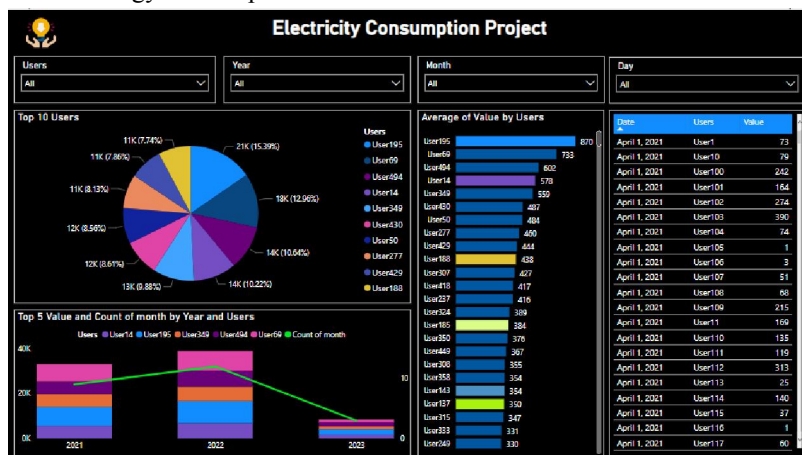 Electricity Consumption Project
Users
All
Year
All
Month
All
Day
All
Top 10 Users
21K (15.39%)
18K (12.96%)
14K (10.64%)
14K (10.22%)
13K (9.88%)
12K (8.61%)
12K (8.56%)
11K (8.13%)
11K (7.86%)
11K (7.74%)
Users
User195
User69
User494
User14
User349
User430
User50
User277
User429
User188
Top 5 Value and Count of month by Year and Users
Users User14 User195 User349 User494 User69 Count of month
40K
20K
0K
10
0
2021
2022
2023
Average of Value by Users
User195 870
User69 733
User494 602
User14 578
User349 559
User430 487
User50 484
User277 460
User429 444
User188 438
User307 427
User418 417
User237 416
User324 389
User185 384
User350 376
User449 367
User308 355
User358 354
User143 354
User137 350
User315 347
User333 331
User249 330
Date Users Value
April 1, 2021 User1 73
April 1, 2021 User10 79
April 1, 2021 User100 242
April 1, 2021 User101 164
April 1, 2021 User102 274
April 1, 2021 User103 390
April 1, 2021 User104 74
April 1, 2021 User105 1
April 1, 2021 User106 3
April 1, 2021 User107 51
April 1, 2021 User108 68
April 1, 2021 User109 215
April 1, 2021 User11 169
April 1, 2021 User110 135
April 1, 2021 User111 119
April 1, 2021 User112 313
April 1, 2021 User113 25
April 1, 2021 User114 140
April 1, 2021 User115 37
April 1, 2021 User116 1
April 1, 2021 User117 60